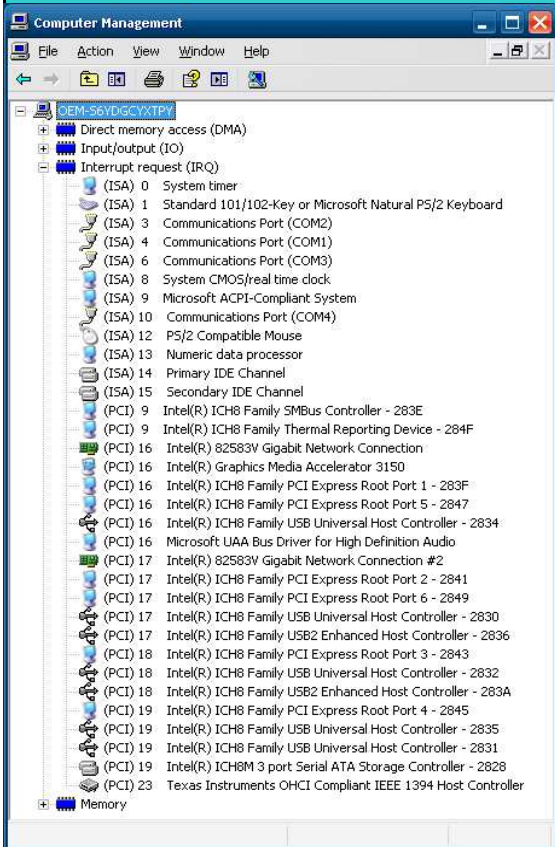 Computer Management
File Action View Window Help
OEM-S6YDGCYXTPY
Direct memory access (DMA)
Input/output (IO)
Interrupt request (IRQ)
(ISA) 0 System timer
(ISA) 1 Standard 101/102-Key or Microsoft Natural PS/2 Keyboard
(ISA) 3 Communications Port (COM2)
(ISA) 4 Communications Port (COM1)
(ISA) 6 Communications Port (COM3)
(ISA) 8 System CMOS/real time clock
(ISA) 9 Microsoft ACPI-Compliant System
(ISA) 10 Communications Port (COM4)
(ISA) 12 PS/2 Compatible Mouse
(ISA) 13 Numeric data processor
(ISA) 14 Primary IDE Channel
(ISA) 15 Secondary IDE Channel
(PCI) 9 Intel(R) ICH8 Family SMBus Controller - 283E
(PCI) 9 Intel(R) ICH8 Family Thermal Reporting Device - 284F
(PCI) 16 Intel(R) 82583V Gigabit Network Connection
(PCI) 16 Intel(R) Graphics Media Accelerator 3150
(PCI) 16 Intel(R) ICH8 Family PCI Express Root Port 1 - 283F
(PCI) 16 Intel(R) ICH8 Family PCI Express Root Port 5 - 2847
(PCI) 16 Intel(R) ICH8 Family USB Universal Host Controller - 2834
(PCI) 16 Microsoft UAA Bus Driver for High Definition Audio
(PCI) 17 Intel(R) 82583V Gigabit Network Connection #2
(PCI) 17 Intel(R) ICH8 Family PCI Express Root Port 2 - 2841
(PCI) 17 Intel(R) ICH8 Family PCI Express Root Port 6 - 2849
(PCI) 17 Intel(R) ICH8 Family USB Universal Host Controller - 2830
(PCI) 17 Intel(R) ICH8 Family USB2 Enhanced Host Controller - 2836
(PCI) 18 Intel(R) ICH8 Family PCI Express Root Port 3 - 2843
(PCI) 18 Intel(R) ICH8 Family USB Universal Host Controller - 2832
(PCI) 18 Intel(R) ICH8 Family USB2 Enhanced Host Controller - 283A
(PCI) 19 Intel(R) ICH8 Family PCI Express Root Port 4 - 2845
(PCI) 19 Intel(R) ICH8 Family USB Universal Host Controller - 2835
(PCI) 19 Intel(R) ICH8 Family USB Universal Host Controller - 2831
(PCI) 19 Intel(R) ICH8M 3 port Serial ATA Storage Controller - 2828
(PCI) 23 Texas Instruments OHCI Compliant IEEE 1394 Host Controller
Memory